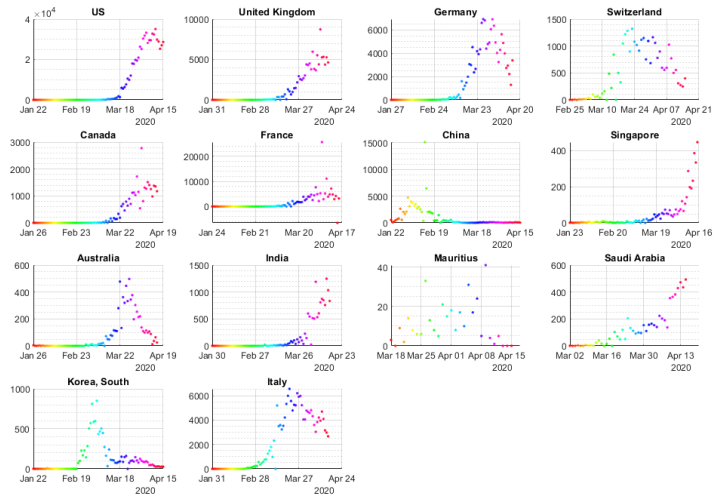 US
×10⁴
4
2
0
Jan 22 Feb 19 Mar 18 Apr 15
2020
United Kingdom
10000
5000
0
Jan 31 Feb 28 Mar 27 Apr 24
2020
Germany
6000
4000
2000
0
Jan 27 Feb 24 Mar 23 Apr 20
2020
Switzerland
1500
1000
500
0
Feb 25 Mar 10 Mar 24 Apr 07 Apr 21
2020
Canada
3000
2000
1000
0
Jan 26 Feb 23 Mar 22 Apr 19
2020
France
20000
10000
0
Jan 24 Feb 21 Mar 20 Apr 17
2020
China
15000
10000
5000
0
Jan 22 Feb 19 Mar 18 Apr 15
2020
Singapore
400
200
0
Jan 23 Feb 20 Mar 19 Apr 16
2020
Australia
600
400
200
0
Jan 26 Feb 23 Mar 22 Apr 19
2020
India
1500
1000
500
0
Jan 30 Feb 27 Mar 26 Apr 23
2020
Mauritius
40
20
0
Mar 18 Mar 25 Apr 01 Apr 08 Apr 15
2020
Saudi Arabia
600
400
200
0
Mar 02 Mar 16 Mar 30 Apr 13
2020
Korea, South
1000
500
0
Jan 22 Feb 19 Mar 18 Apr 15
2020
Italy
6000
4000
2000
0
Jan 31 Feb 28 Mar 27 Apr 24
2020